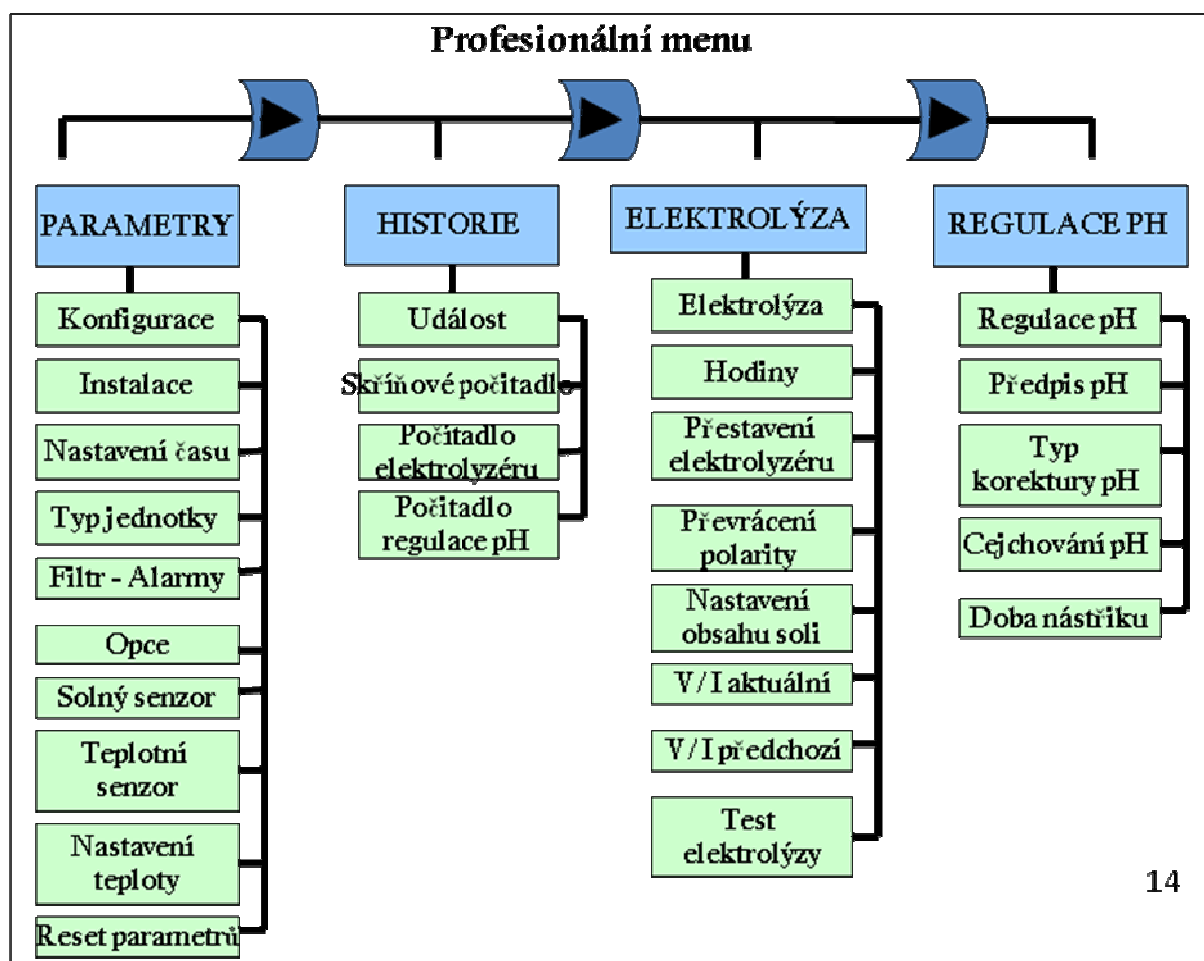 Profesionální menu
PARAMETRY
Konfigurace
Instalace
Nastavení času
Typ jednotky
Filtr - Alarmy
Opce
Solný senzor
Teplotní
senzor
Nastavení
teploty
Reset parametrů
HISTORIE
Událost
Skříňové počitadlo
Počítadlo
elektrolyzéru
Počitadlo
regulace pH
ELEKTROLÝZA
Elektrolýza
Hodiny
Přestavení
elektrolyzéru
Převrácení
polarity
Nastavení
obsahu soli
V / I aktuální
V / I předchozí
Test
elektrolýzy
REGULACE PH
Regulace pH
Předpis pH
Typ
korektury pH
Cejchování pH
Doba nástřiku
14